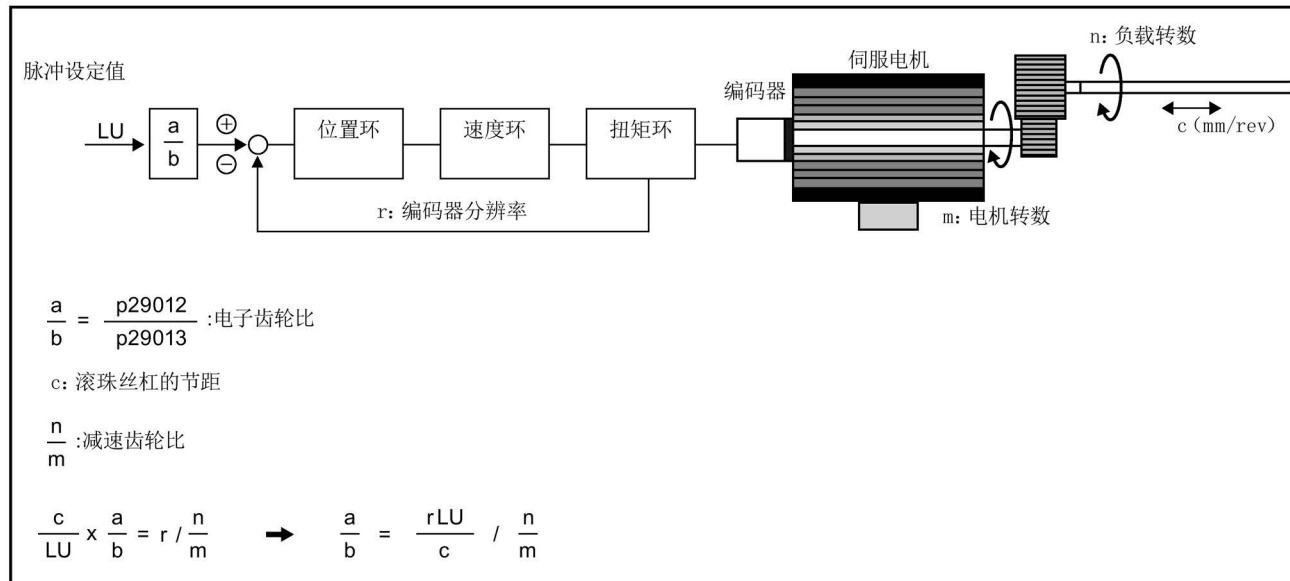 n: 负载转数
伺服电机
脉冲设定值
编码器
LU
a
b
+
−
位置环
速度环
扭矩环
c (mm/rev)
r: 编码器分辨率
m: 电机转数
a/b = p29012/p29013 :电子齿轮比
c: 滚珠丝杠的节距
n/m :减速齿轮比
c/LU x a/b = r / n/m ➡ a/b = rLU/c / n/m